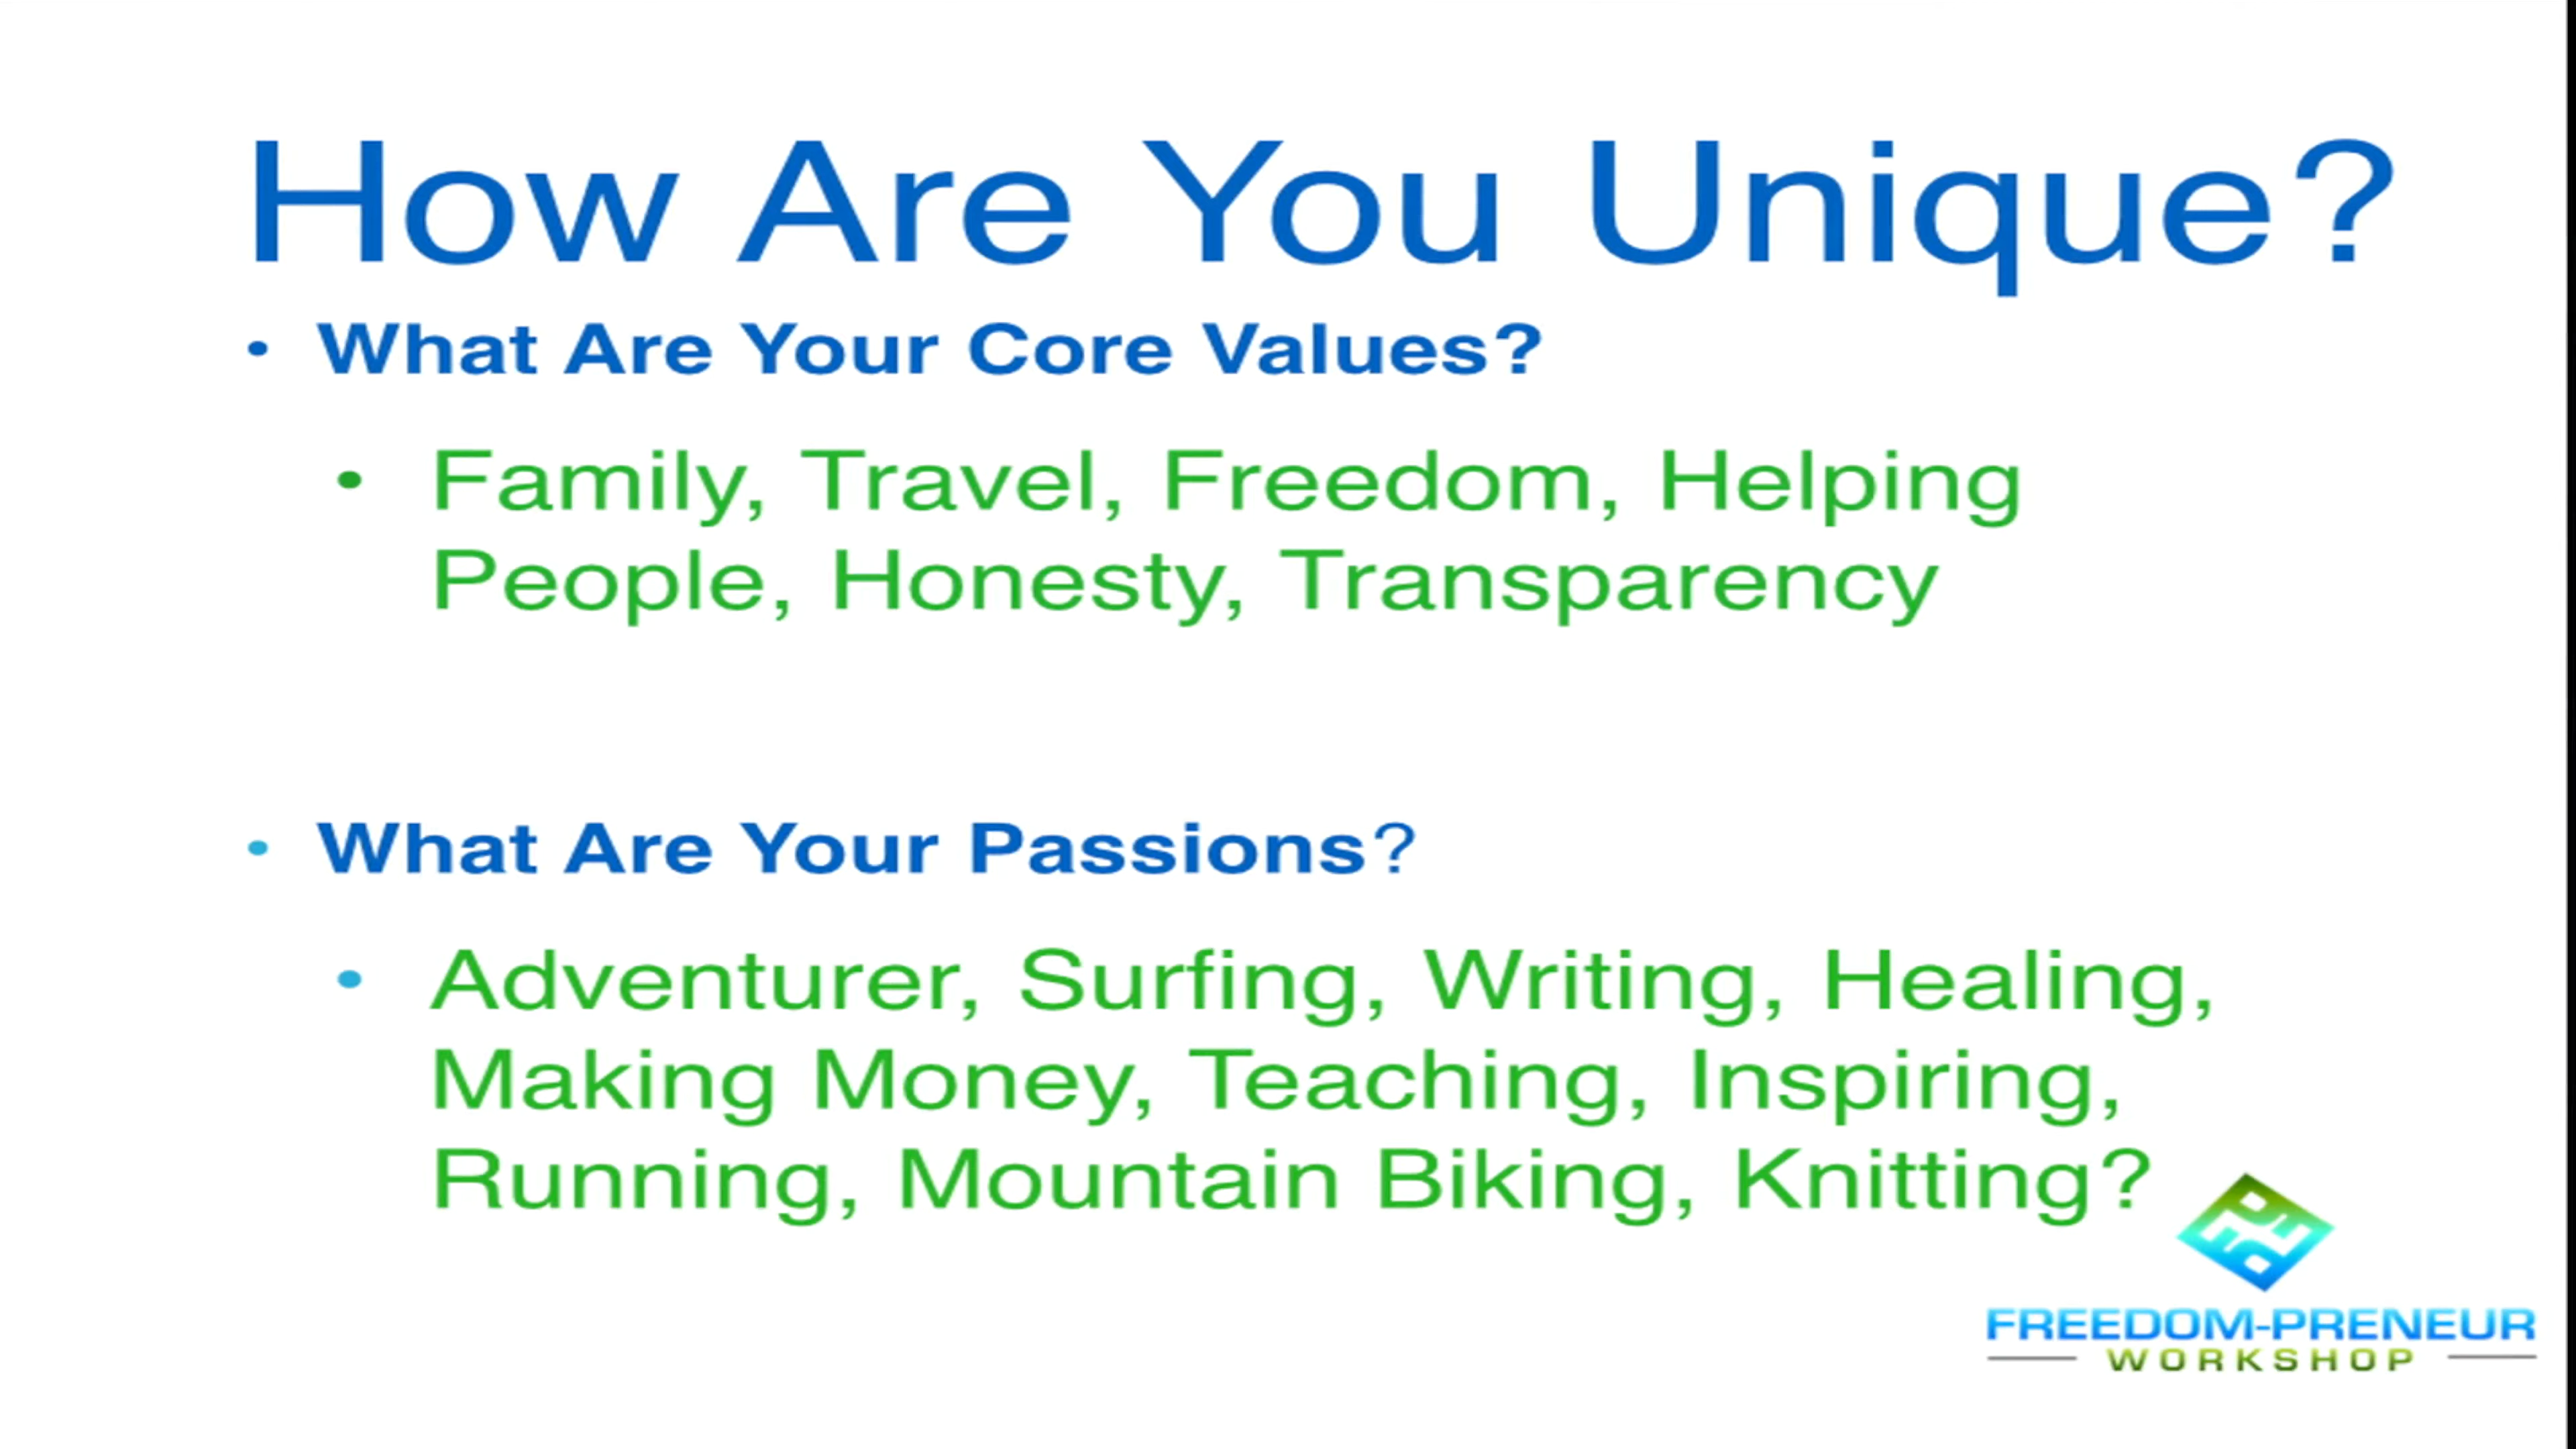 How Are You Unique?
• What Are Your Core Values?
• Family, Travel, Freedom, Helping
People, Honesty, Transparency
• What Are Your Passions?
• Adventurer, Surfing, Writing, Healing,
Making Money, Teaching, Inspiring,
Running, Mountain Biking, Knitting?
FREEDOM-PRENEUR
WORKSHOP